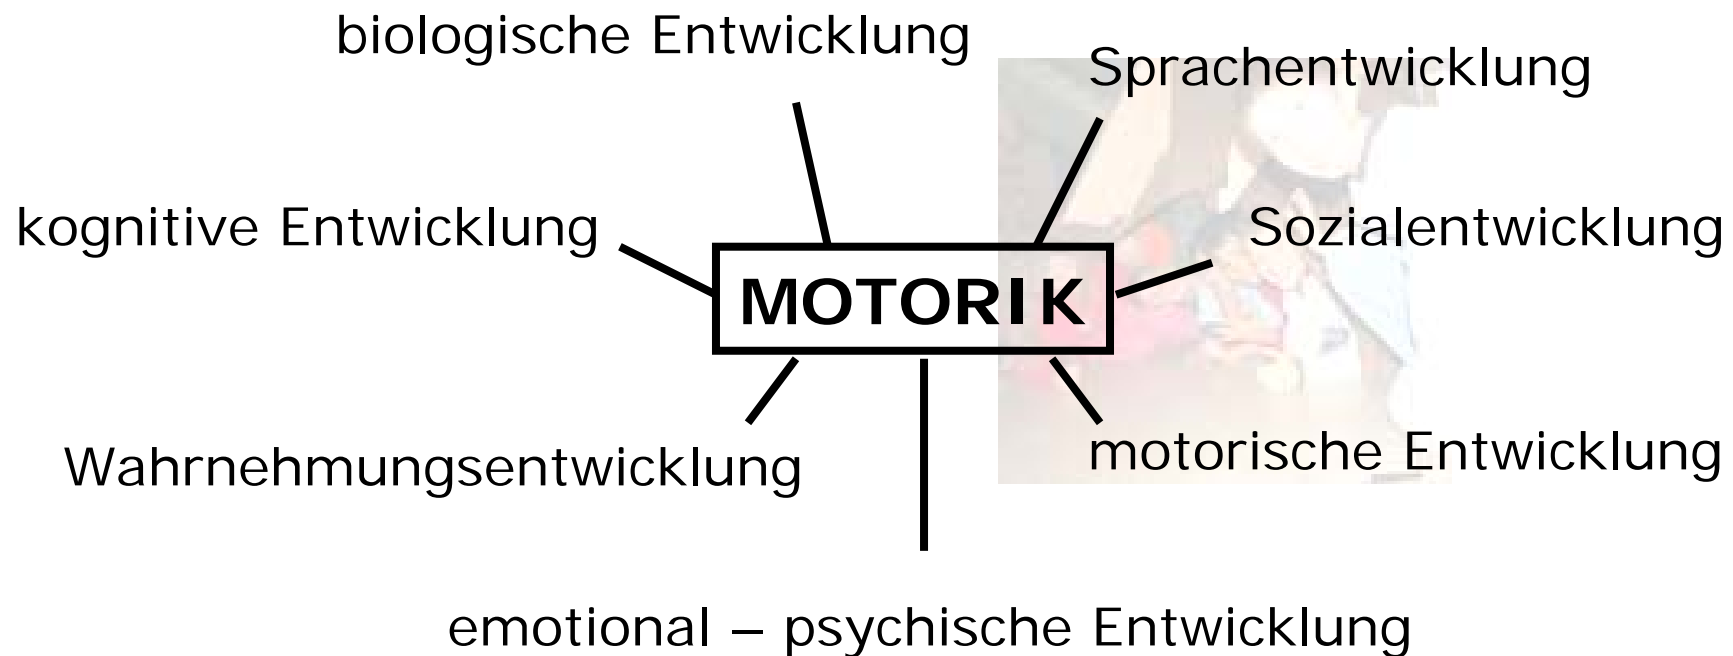 biologische Entwicklung
Sprachentwicklung
kognitive Entwicklung
Sozialentwicklung
MOTORIK
Wahrnehmungsentwicklung
motorische Entwicklung
emotional – psychische Entwicklung